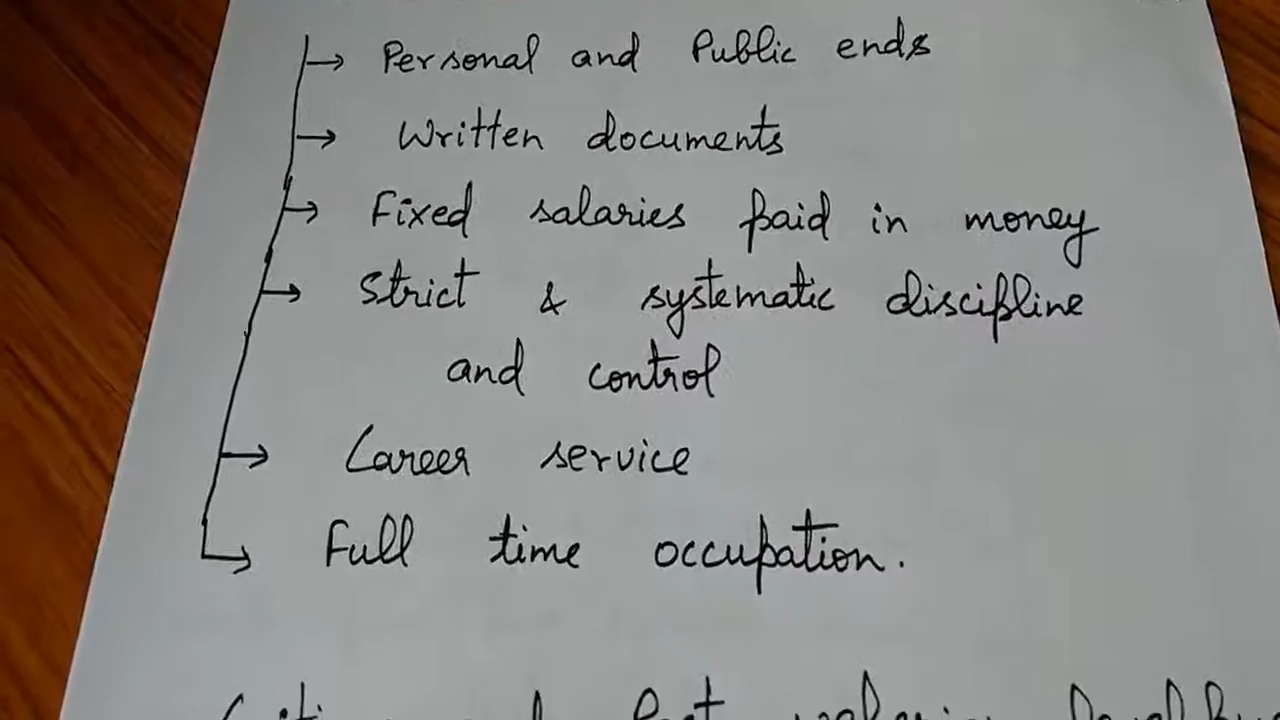 Personal and Public ends
Written documents
Fixed salaries paid in money
Strict & systematic discipline
and control
Career service
Full time occupation.